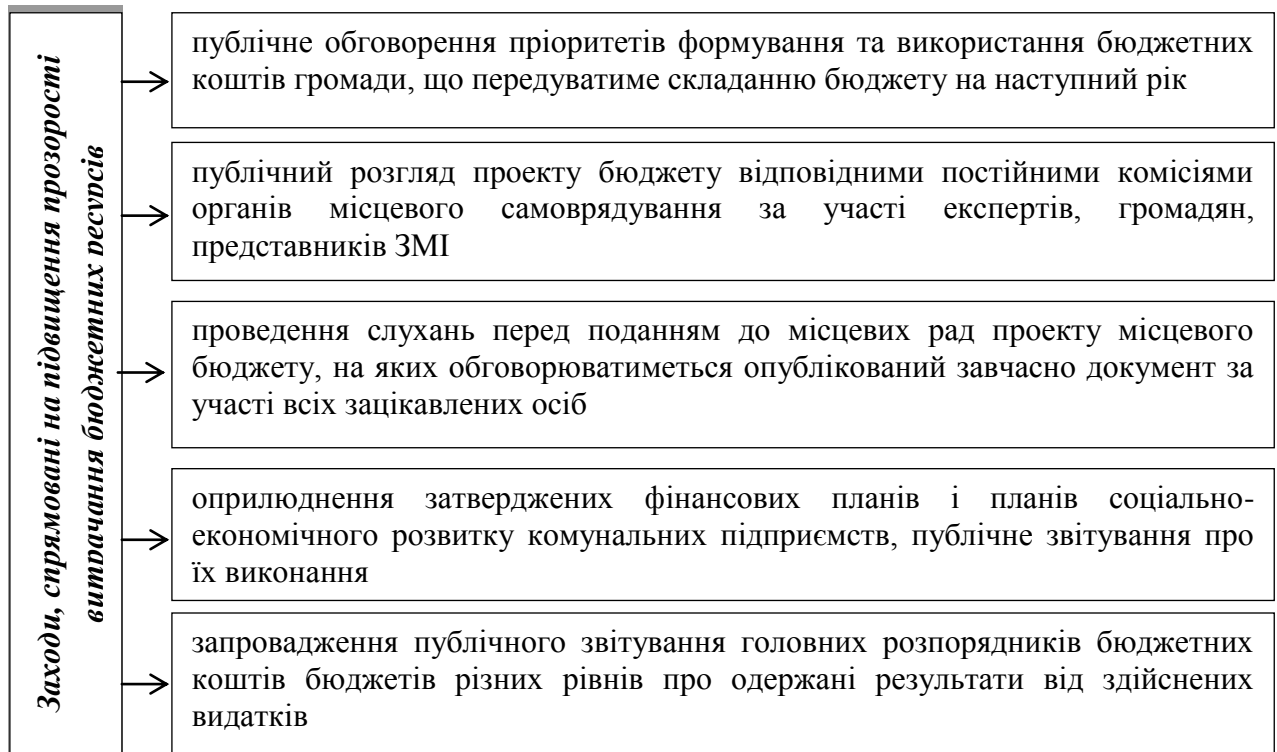 Заходи, спрямовані на підвищення прозорості
витрачання бюджетних ресурсів
публічне обговорення пріоритетів формування та використання бюджетних
коштів громади, що передуватиме складанню бюджету на наступний рік
публічний розгляд проекту бюджету відповідними постійними комісіями
органів місцевого самоврядування за участі експертів, громадян,
представників ЗМІ
проведення слухань перед поданням до місцевих рад проекту місцевого
бюджету, на яких обговорюватиметься опублікований завчасно документ за
участі всіх зацікавлених осіб
оприлюднення затверджених фінансових планів і планів соціально-
економічного розвитку комунальних підприємств, публічне звітування про
їх виконання
запровадження публічного звітування головних розпорядників бюджетних
коштів бюджетів різних рівнів про одержані результати від здійснених
видатків